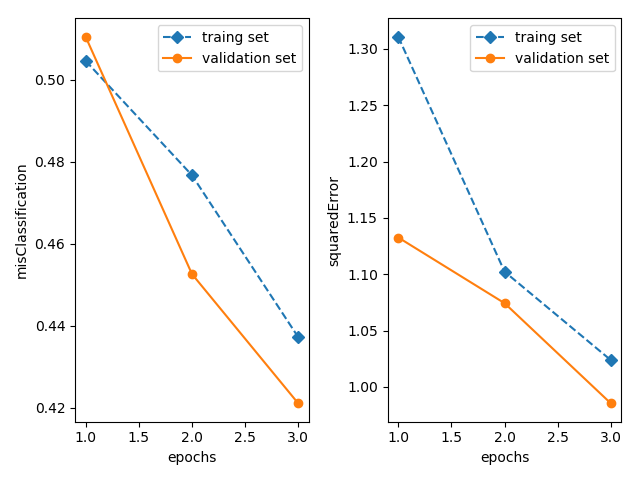 misClassification
0.50
0.48
0.46
0.44
0.42
1.0 1.5 2.0 2.5 3.0
epochs
traing set
validation set
squaredError
1.30
1.25
1.20
1.15
1.10
1.05
1.00
1.0 1.5 2.0 2.5 3.0
epochs
traing set
validation set